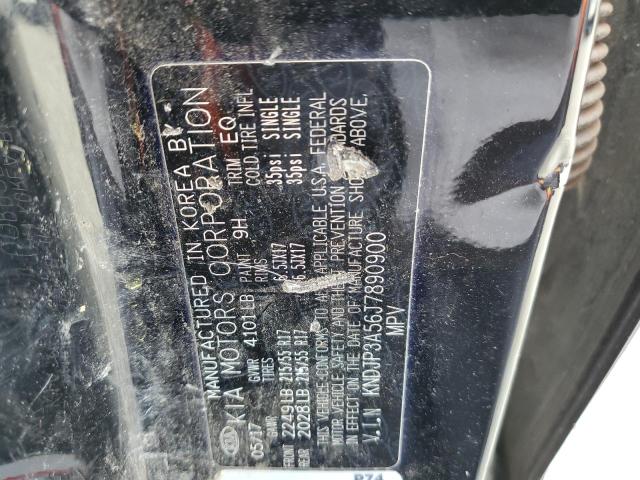 MANUFACTURED IN KOREA BY
KIA MOTORS CORPORATION
05/17 GVWR 4101LB PAINT 9H TRIM EQ
GAWR TIRES RIMS COLD TIRE INFL
FRONT 2249LB 215/55 R17 6.5JX17 35psi SINGLE
REAR 2028LB 215/55 R17 6.5JX17 35psi SINGLE
THIS VEHICLE CONFORMS TO ALL APPLICABLE U.S.A. FEDERAL
MOTOR VEHICLE SAFETY PREVENTION
IN EFFECT ON THE DATE OF MANUFACTURE SHOWN ABOVE.
V.I.N KNDJP3A56J7890900
MPV